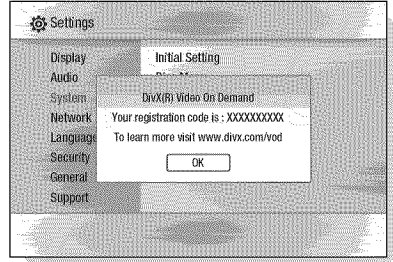 Settings
Display
Initial Setting
Audio
System
DivX(R) Video On Demand
Network
Your registration code is : XXXXXXXXXX
Language
To learn more visit www.divx.com/vod
Security
OK
General
Support